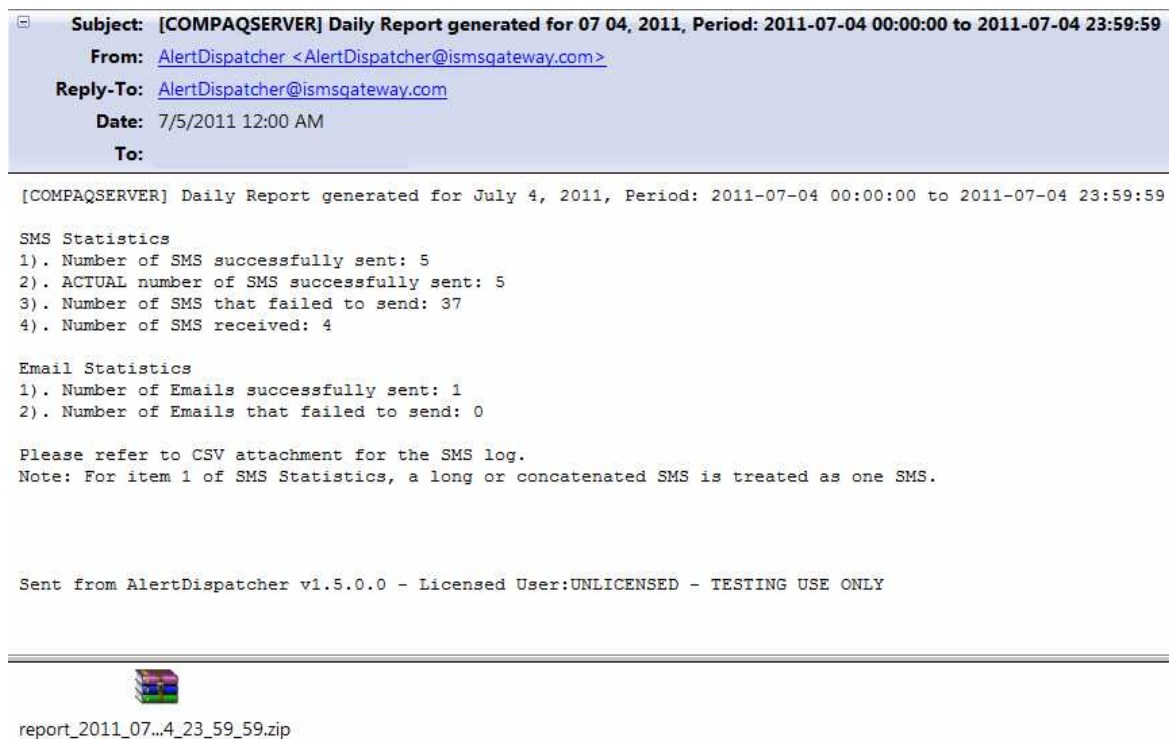 Subject: [COMPAQSERVER] Daily Report generated for 07 04, 2011, Period: 2011-07-04 00:00:00 to 2011-07-04 23:59:59
From: AlertDispatcher <AlertDispatcher@ismsgateway.com>
Reply-To: AlertDispatcher@ismsgateway.com
Date: 7/5/2011 12:00 AM
To:
[COMPAQSERVER] Daily Report generated for July 4, 2011, Period: 2011-07-04 00:00:00 to 2011-07-04 23:59:59
SMS Statistics
1). Number of SMS successfully sent: 5
2). ACTUAL number of SMS successfully sent: 5
3). Number of SMS that failed to send: 37
4). Number of SMS received: 4
Email Statistics
1). Number of Emails successfully sent: 1
2). Number of Emails that failed to send: 0
Please refer to CSV attachment for the SMS log.
Note: For item 1 of SMS Statistics, a long or concatenated SMS is treated as one SMS.
Sent from AlertDispatcher v1.5.0.0 - Licensed User:UNLICENSED - TESTING USE ONLY
report_2011_07...4_23_59_59.zip